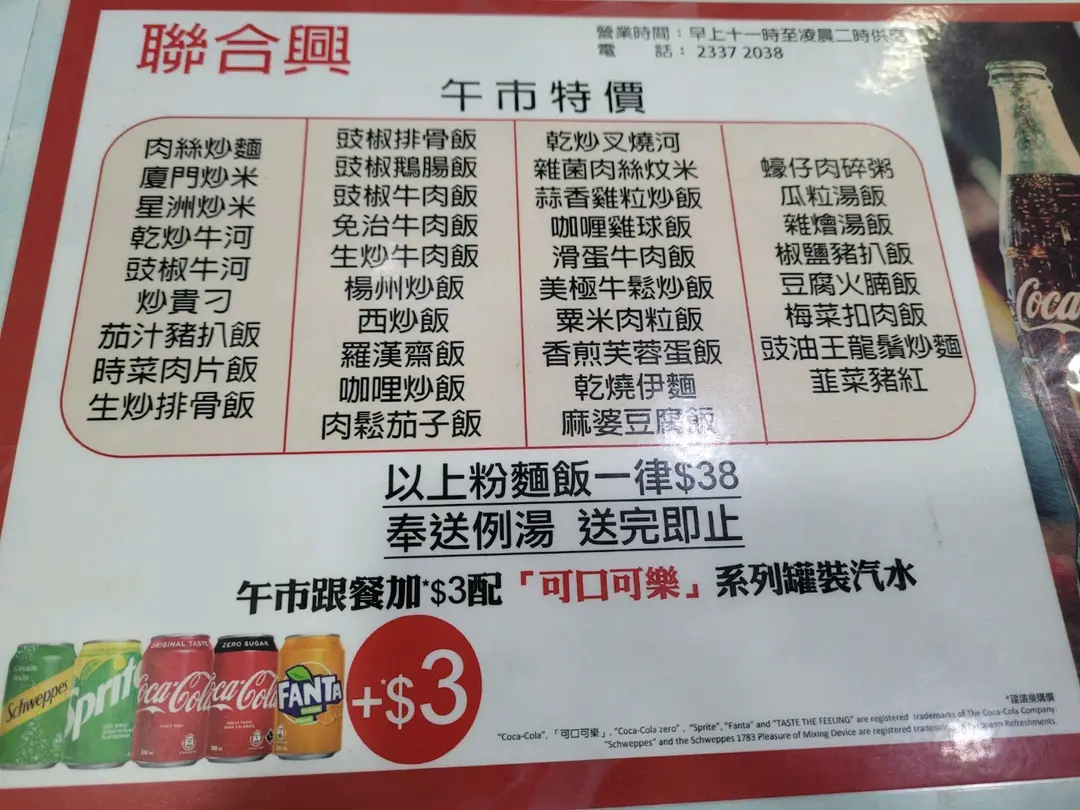 聯合興
營業時間：早上十一時至凌晨二時供應
電 話： 2337 2038
午市特價
肉絲炒麵
廈門炒米
星洲炒米
乾炒牛河
豉椒牛河
炒貴刁
茄汁豬扒飯
時菜肉片飯
生炒排骨飯
豉椒排骨飯
豉椒鵝腸飯
豉椒牛肉飯
免治牛肉飯
生炒牛肉飯
楊州炒飯
西炒飯
羅漢齋飯
咖哩炒飯
肉鬆茄子飯
乾炒叉燒河
雜菌肉絲炆米
蒜香雞粒炒飯
咖喱雞球飯
滑蛋牛肉飯
美極牛鬆炒飯
粟米肉粒飯
香煎芙蓉蛋飯
乾燒伊麵
麻婆豆腐飯
蠔仔肉碎粥
瓜粒湯飯
雜燴湯飯
椒鹽豬扒飯
豆腐火腩飯
梅菜扣肉飯
豉油王龍鬚炒麵
韮菜豬紅
以上粉麵飯一律$38
奉送例湯 送完即止
午市跟餐加*$3配「可口可樂」系列罐裝汽水
Schweppes
Sprite
ORIGINAL TASTE
Coca-Cola
ZERO SUGAR
Coca-Cola
FANTA
+*$3
*建議零售價
"Coca-Cola",「可口可樂」, "Coca-Cola zero", "Sprite", "Fanta" and "TASTE THE FEELING" are registered trademarks of The Coca-Cola Company.
"Schweppes" and the Schweppes 1783 Pleasure of Mixing Device are registered
Refreshments.
Coca